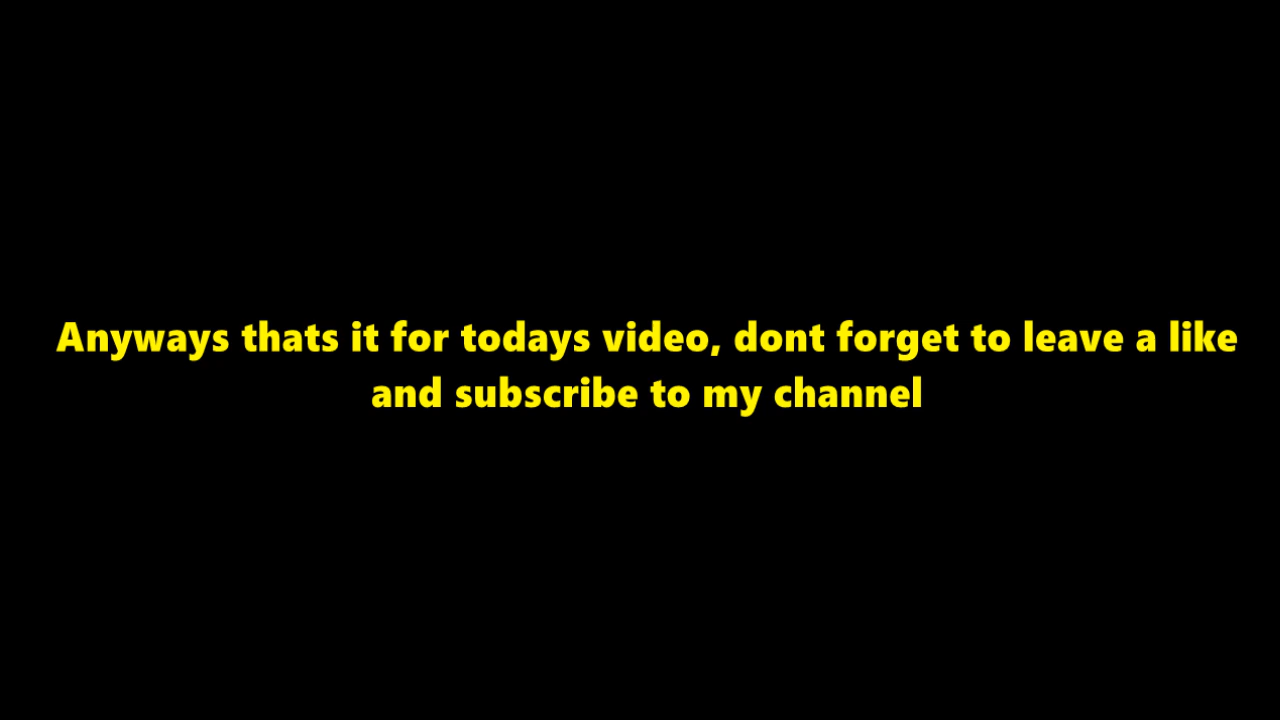 Anyways thats it for todays video, dont forget to leave a like
and subscribe to my channel